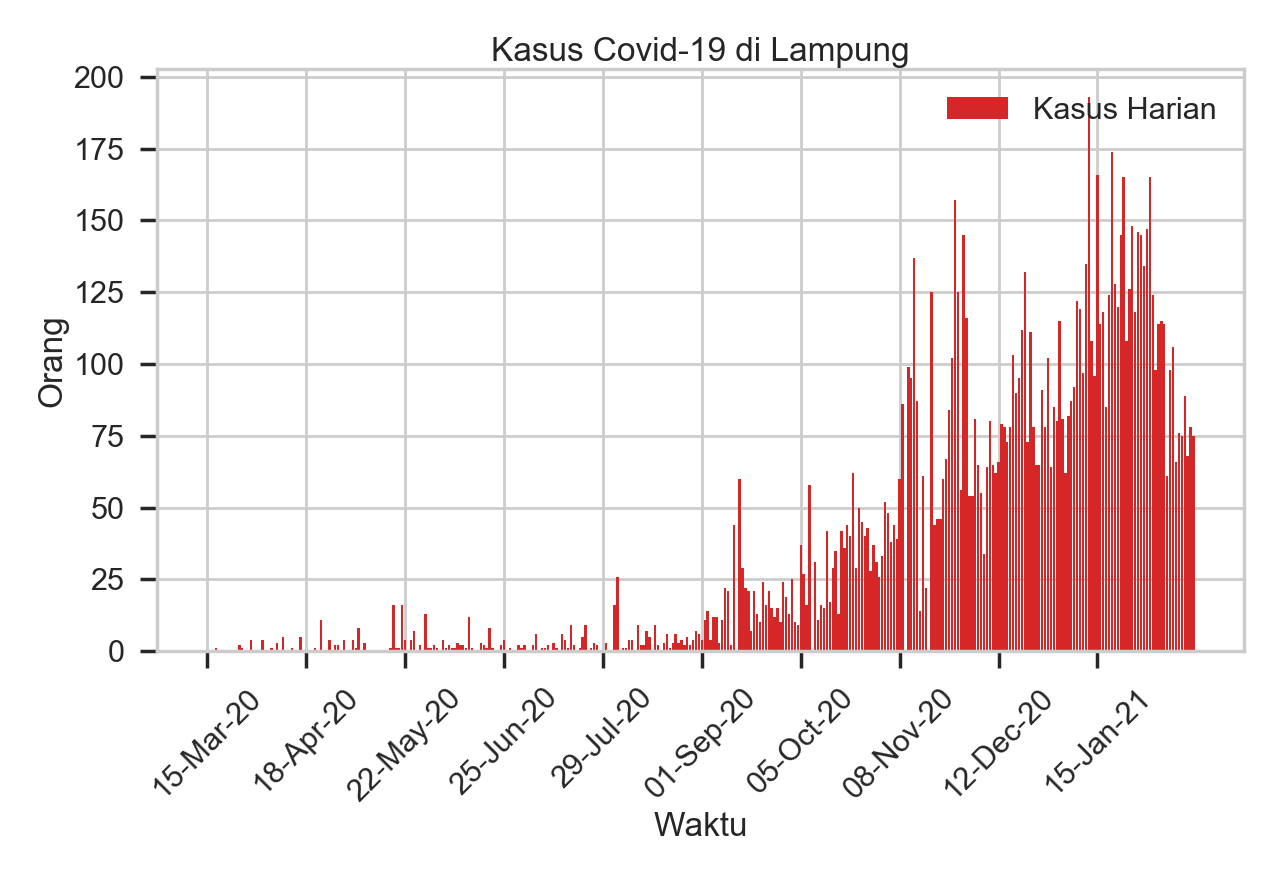 Kasus Covid-19 di Lampung
Kasus Harian
Orang
200
175
150
125
100
75
50
25
0
15-Mar-20
18-Apr-20
22-May-20
25-Jun-20
29-Jul-20
01-Sep-20
05-Oct-20
08-Nov-20
12-Dec-20
15-Jan-21
Waktu